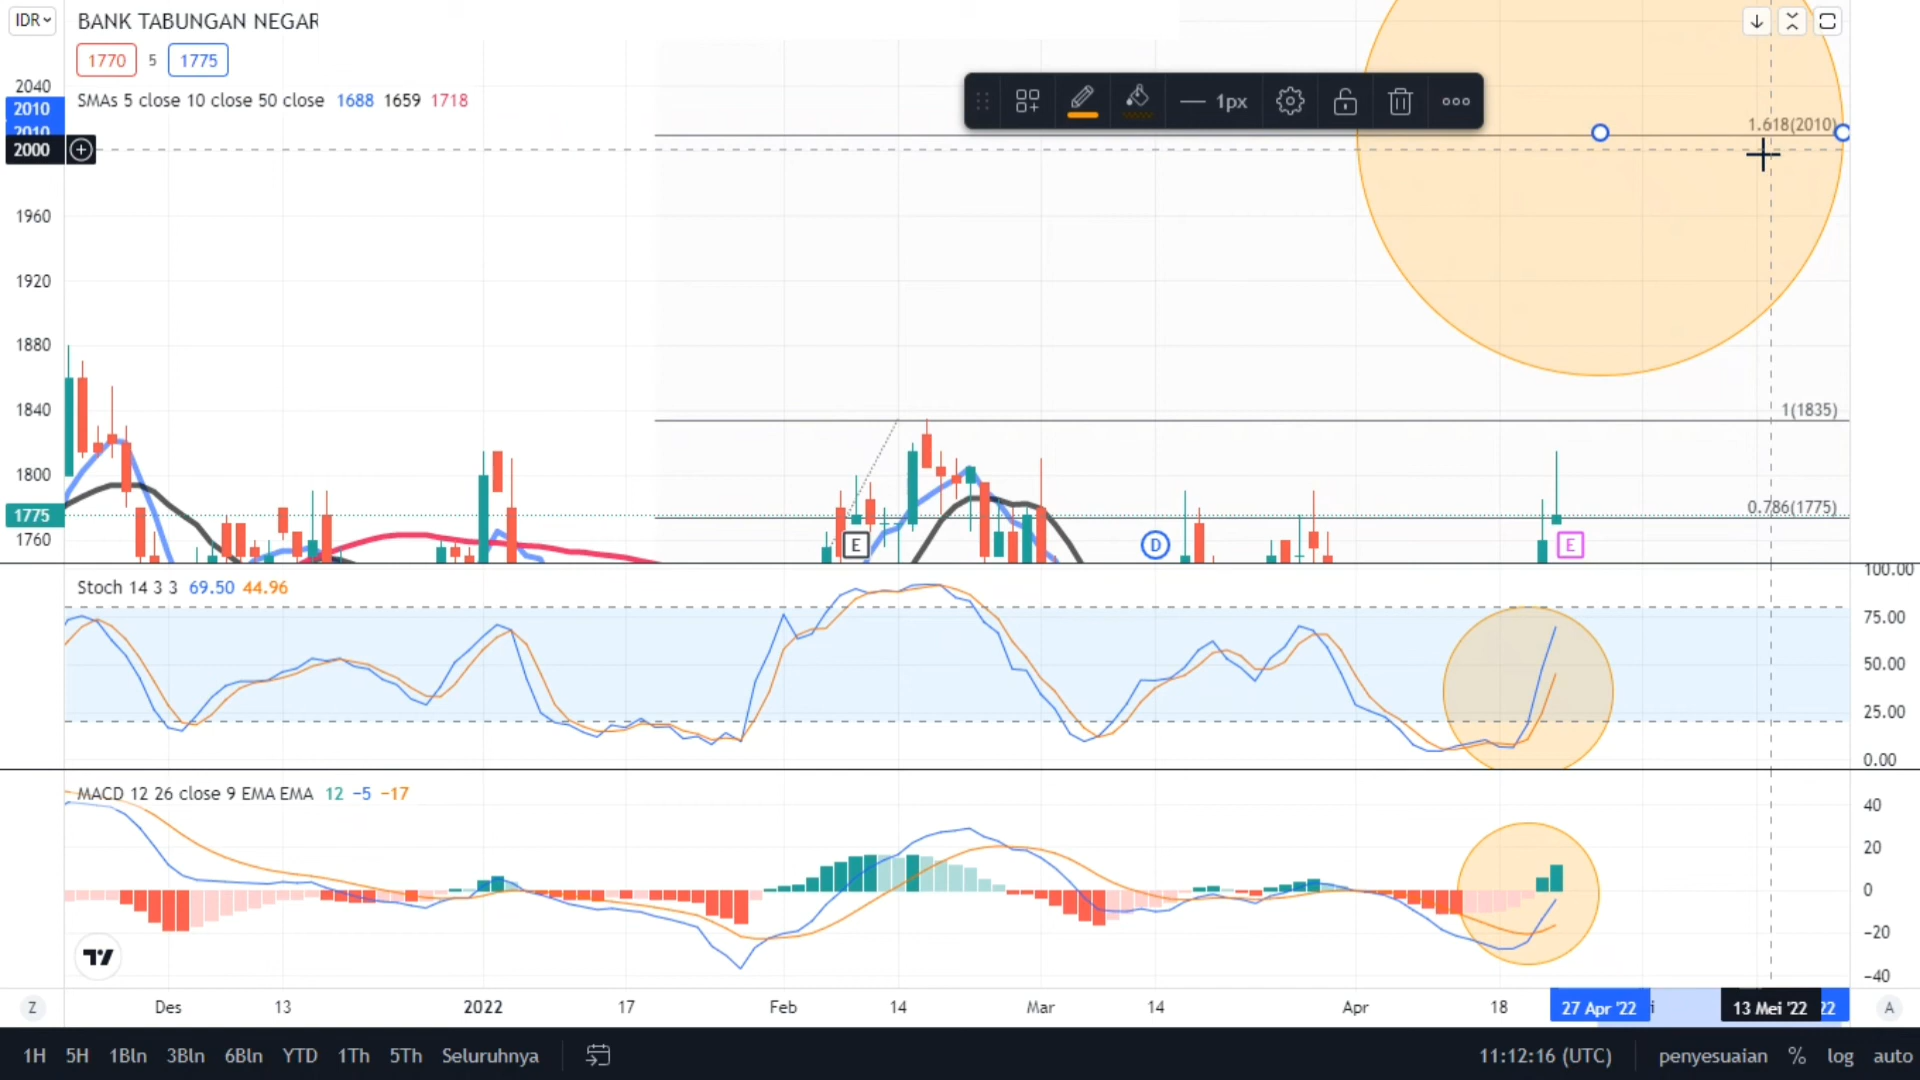 IDR
BANK TABUNGAN NEGAR
1770 5 1775
SMAs 5 close 10 close 50 close 1688 1659 1718
1px
2040
2010
2010
2000
1960
1920
1880
1840
1800
1775
1760
1.618(2010)
1(1835)
0.786(1775)
E
D
E
Stoch 14 3 3 69.50 44.96
100.00
75.00
50.00
25.00
0.00
MACD 12 26 close 9 EMA EMA 12 −5 −17
40
20
0
−20
−40
Z Des 13 2022 17 Feb 14 Mar 14 Apr 18 27 Apr '22 i 13 Mei '22 22 A
1H 5H 1Bln 3Bln 6Bln YTD 1Th 5Th Seluruhnya 11:12:16 (UTC) penyesuaian % log auto